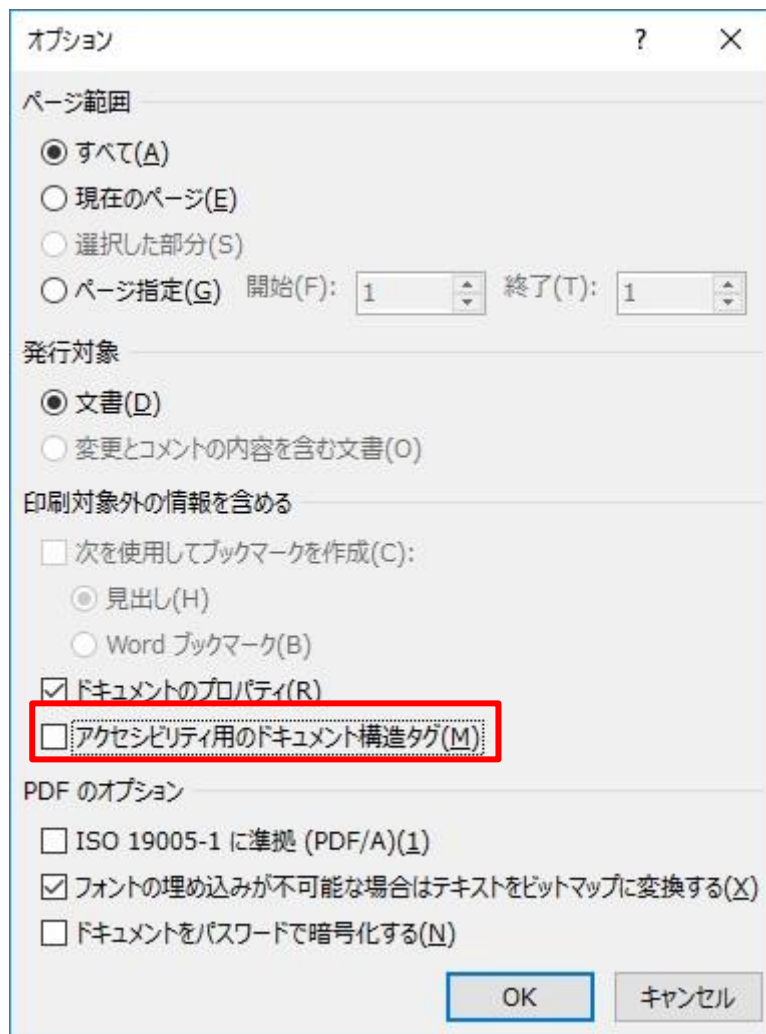 オプション ?
ページ範囲
すべて(A)
現在のページ(E)
選択した部分(S)
ページ指定(G) 開始(F): 1 終了(T): 1
発行対象
文書(D)
変更とコメントの内容を含む文書(O)
印刷対象外の情報を含める
次を使用してブックマークを作成(C):
見出し(H)
Word ブックマーク(B)
ドキュメントのプロパティ(R)
アクセシビリティ用のドキュメント構造タグ(M)
PDF のオプション
ISO 19005-1 に準拠 (PDF/A)(1)
フォントの埋め込みが不可能な場合はテキストをビットマップに変換する(X)
ドキュメントをパスワードで暗号化する(N)
OK キャンセル